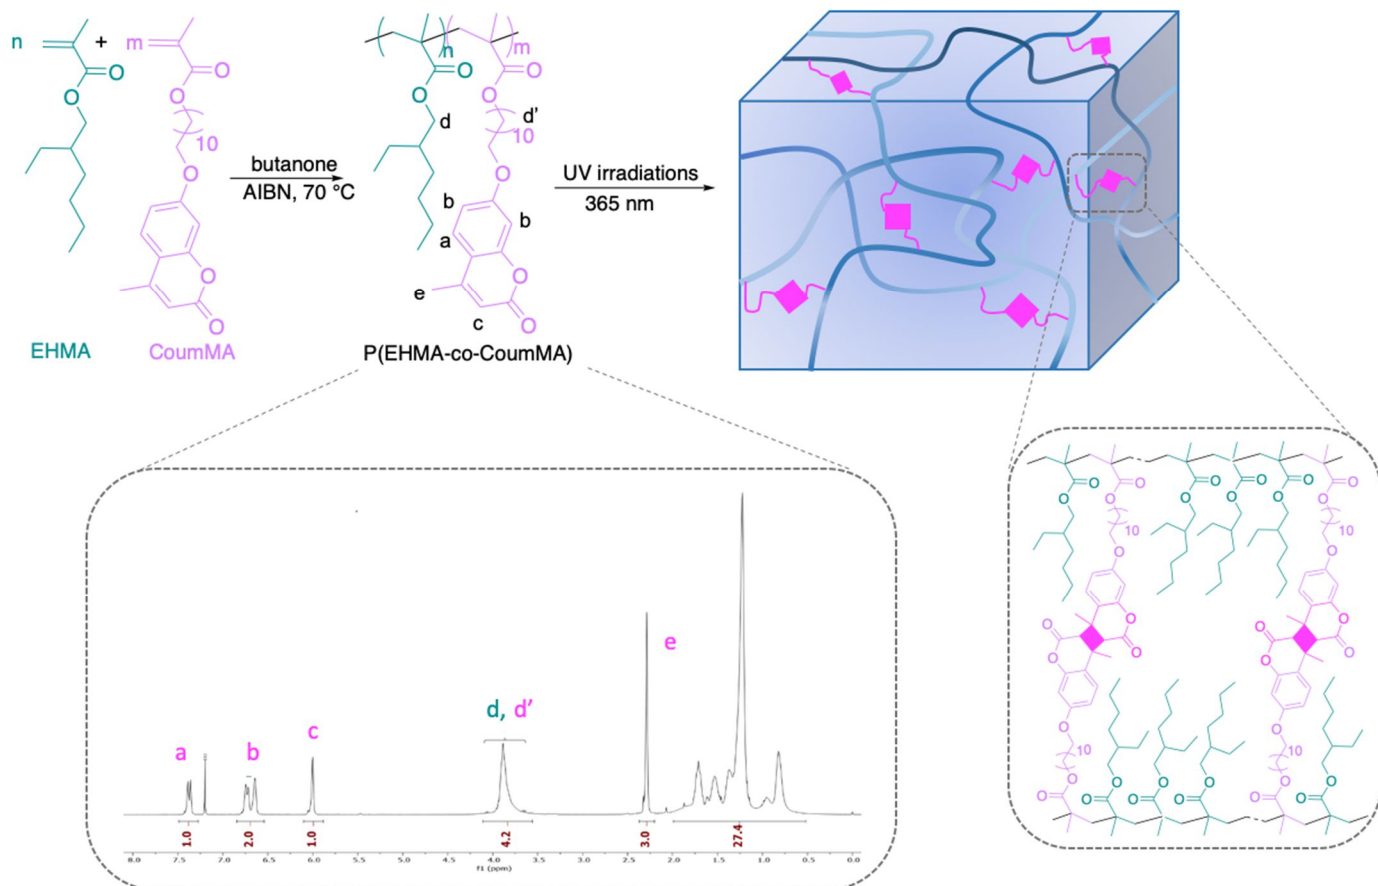 n
+
m
O
O
O
O
10
O
O
O
EHMA
CoumMA
butanone
AIBN, 70 °C
n
m
O
O
O
O
d
d'
10
O
b
b
a
O
e
O
c
P(EHMA-co-CoumMA)
UV irradiations
365 nm
a
b
c
d, d'
e
1.0
2.0
1.0
4.2
3.0
27.4
8.0 7.5 7.0 6.5 6.0 5.5 5.0 4.5 4.0 3.5 3.0 2.5 2.0 1.5 1.0 0.5 0.0
f1 (ppm)
O O O O O O
O O O O O O
10
10
O
O
O O O O
O O O O
O
O
10
10
O O O O O O
O O O O O O